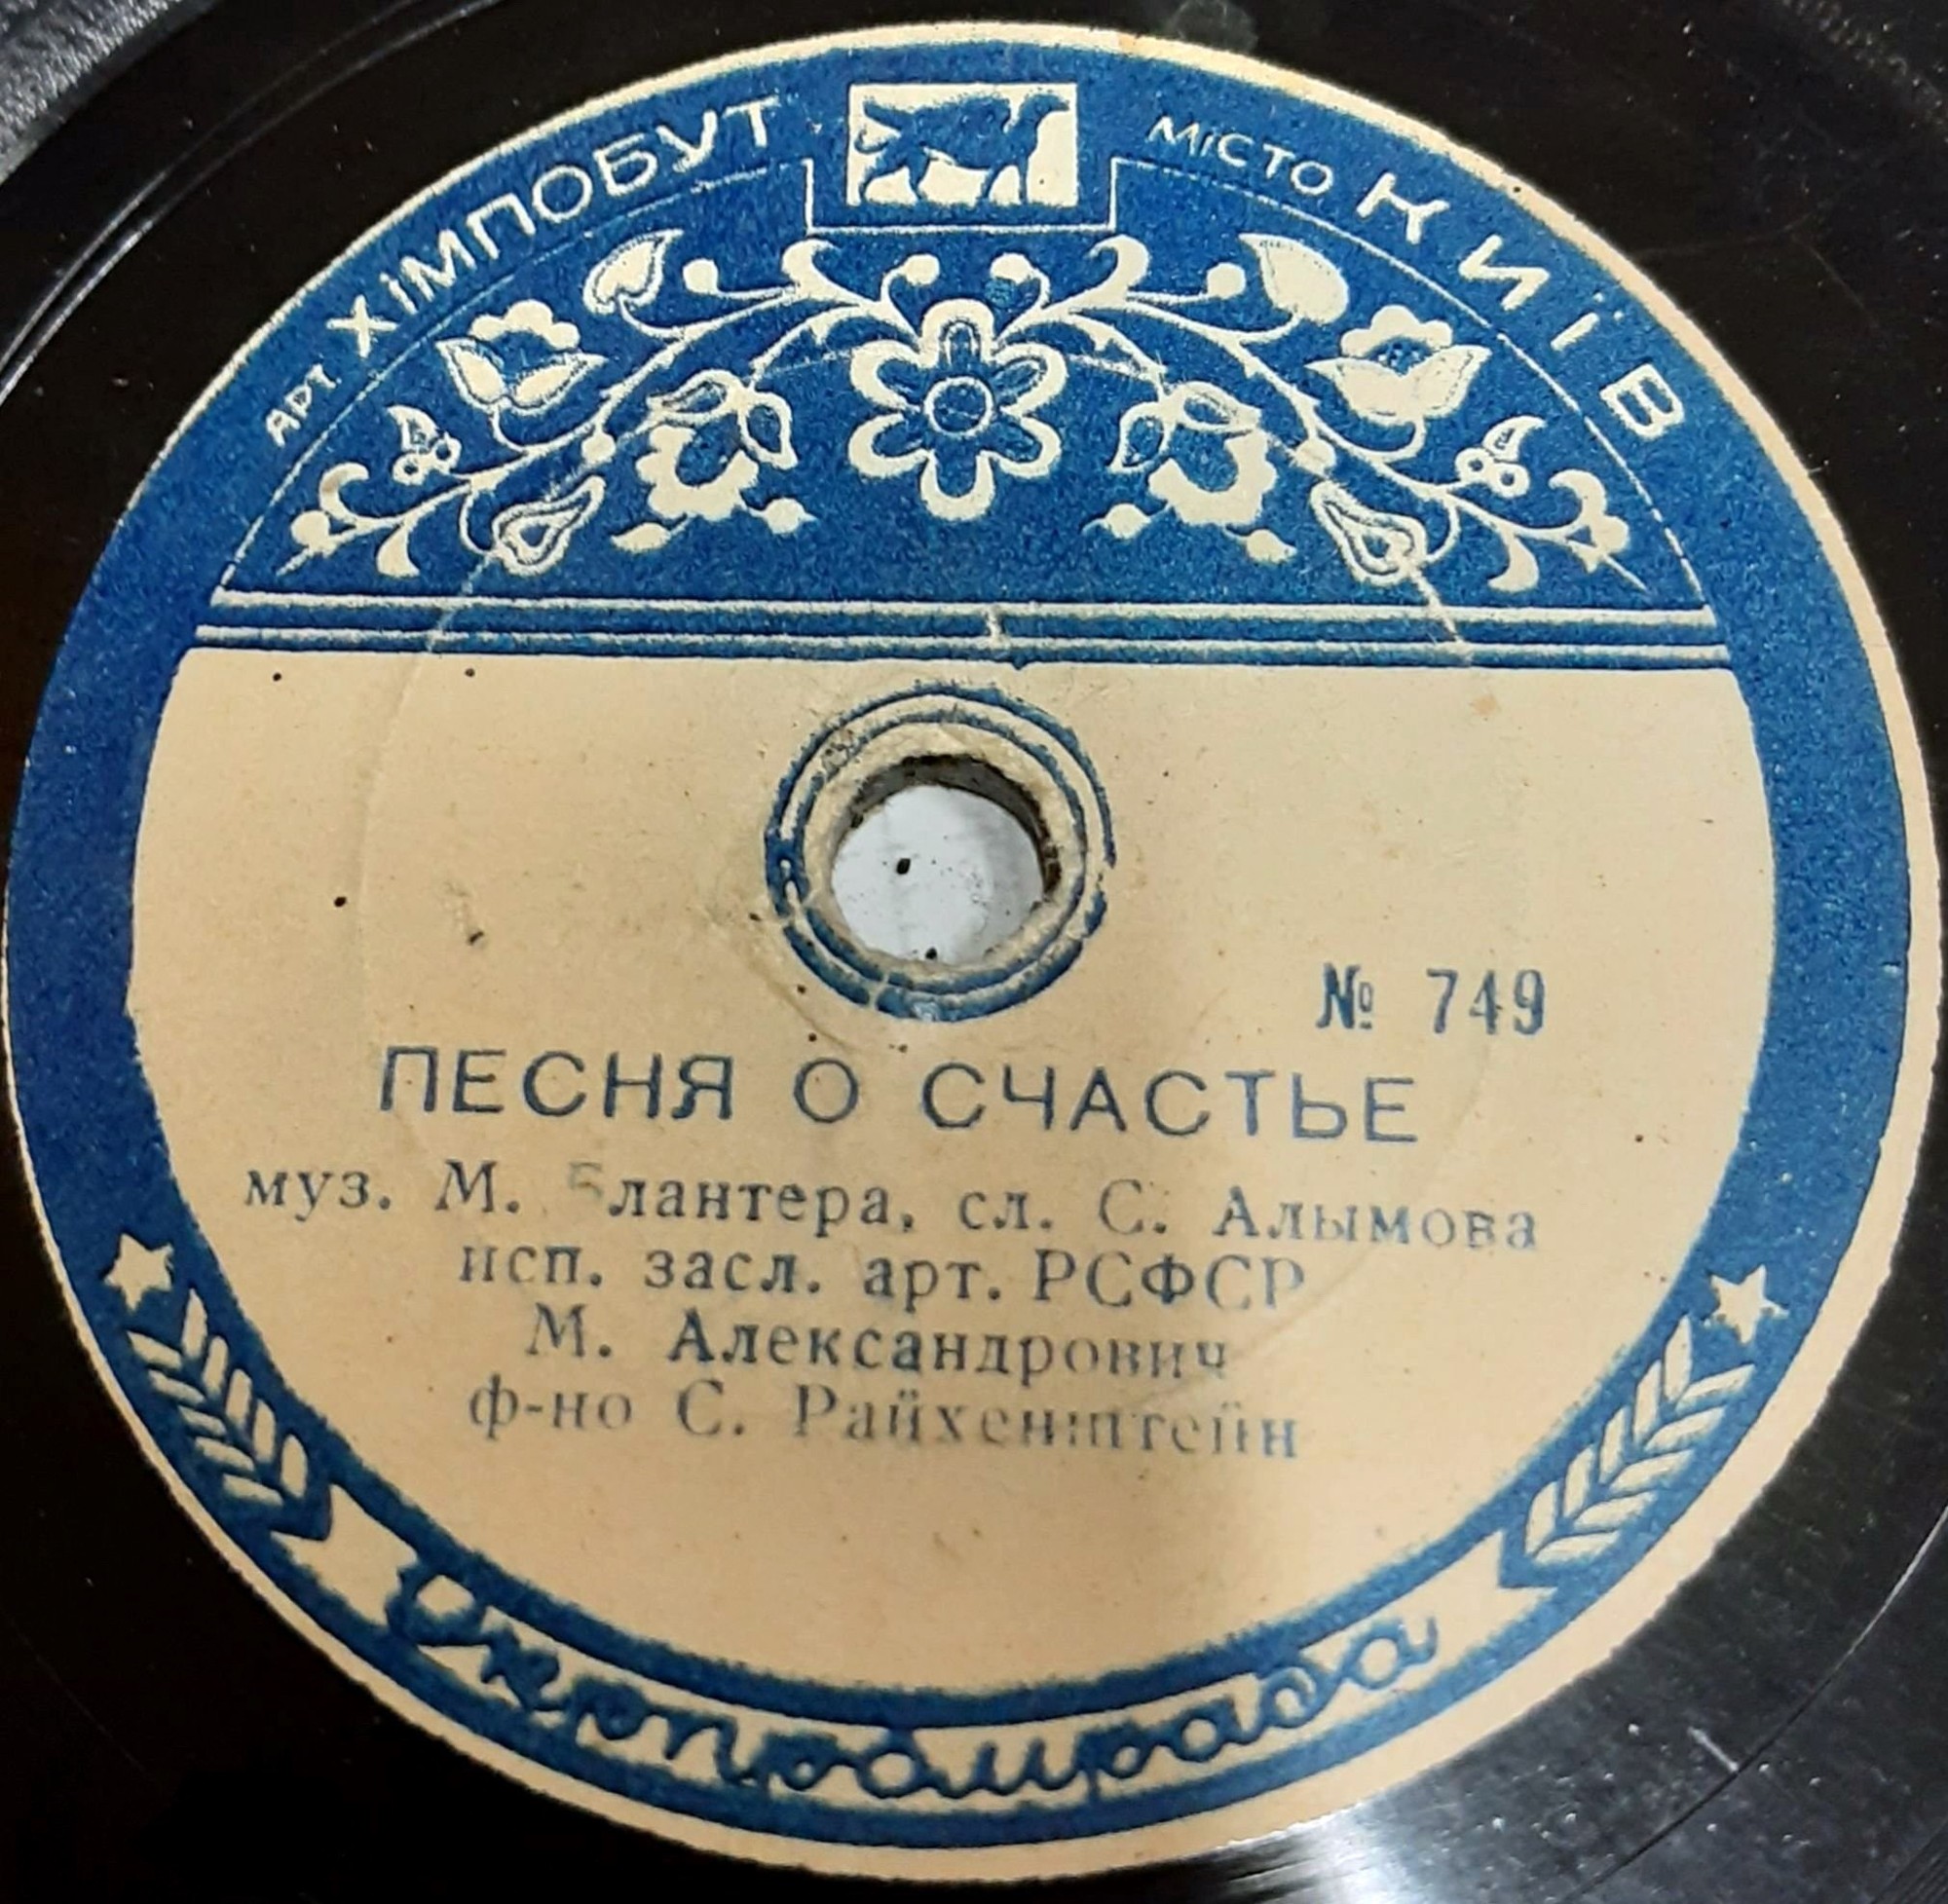 АРТ. ХІМПОБУТ
МІСТО КИЇВ
№ 749
ПЕСНЯ О СЧАСТЬЕ
муз. М. Блантера, сл. С. Алымова
исп. засл. арт. РСФСР
М. Александрович
ф-но С. Райхенштейн
Укрпромрада